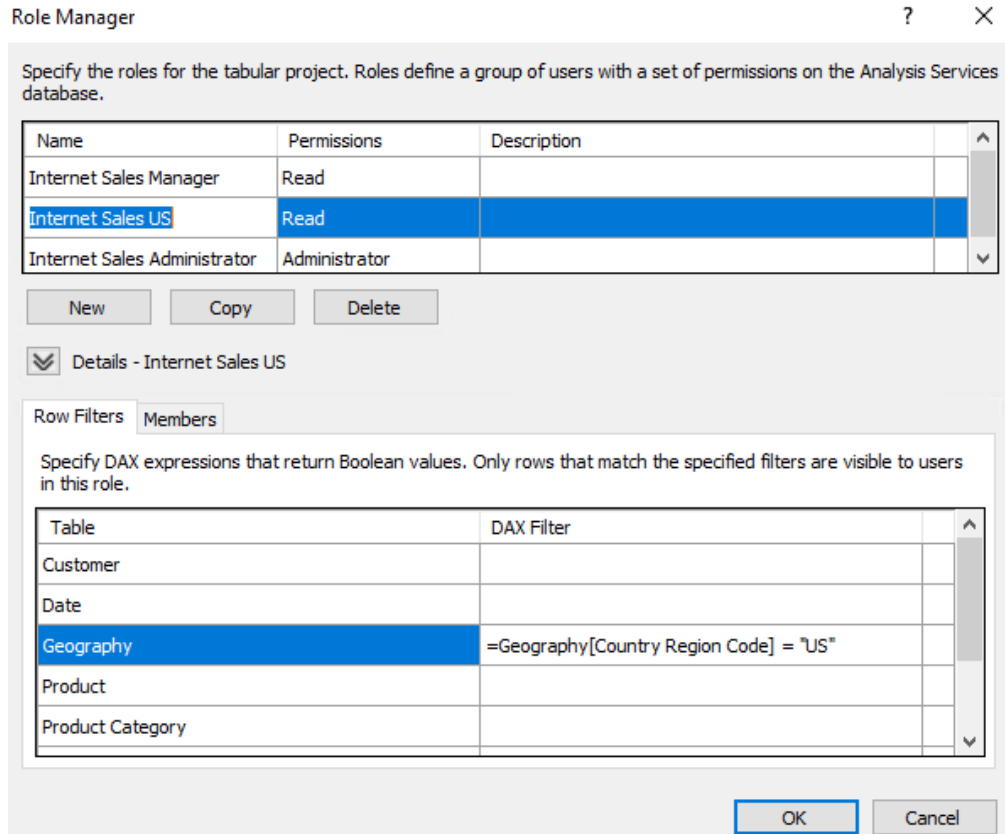 Role Manager ?
Specify the roles for the tabular project. Roles define a group of users with a set of permissions on the Analysis Services
database.
Name Permissions Description
Internet Sales Manager Read
Internet Sales US Read
Internet Sales Administrator Administrator
New Copy Delete
Details - Internet Sales US
Row Filters Members
Specify DAX expressions that return Boolean values. Only rows that match the specified filters are visible to users
in this role.
Table DAX Filter
Customer
Date
Geography =Geography[Country Region Code] = "US"
Product
Product Category
OK Cancel